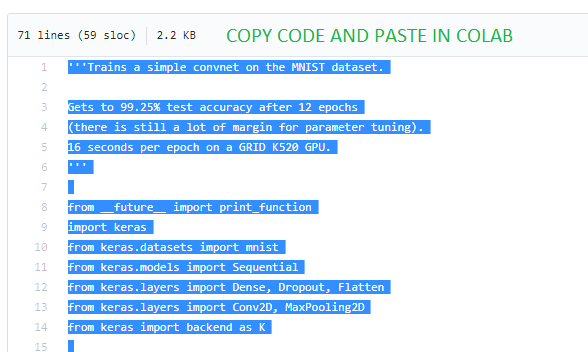 71 lines (59 sloc) 2.2 KB COPY CODE AND PASTE IN COLAB
1 '''Trains a simple convnet on the MNIST dataset.
2
3 Gets to 99.25% test accuracy after 12 epochs
4 (there is still a lot of margin for parameter tuning).
5 16 seconds per epoch on a GRID K520 GPU.
6 '''
7
8 from __future__ import print_function
9 import keras
10 from keras.datasets import mnist
11 from keras.models import Sequential
12 from keras.layers import Dense, Dropout, Flatten
13 from keras.layers import Conv2D, MaxPooling2D
14 from keras import backend as K
15